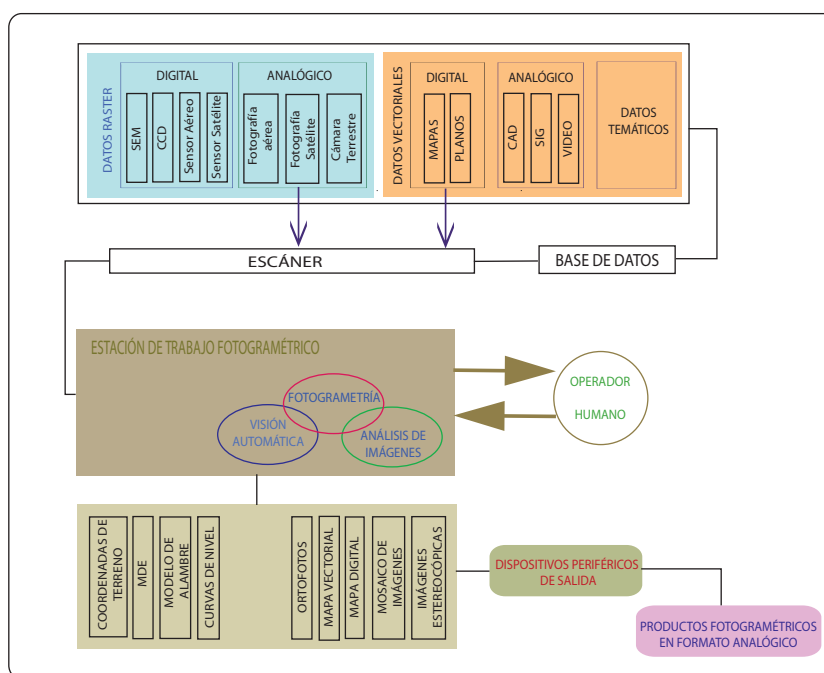 DATOS RASTER
DIGITAL
SEM
CCD
Sensor Aéreo
Sensor Satélite
ANALÓGICO
Fotografía
aérea
Fotografía
Satélite
Cámara
Terrestre
DATOS VECTORIALES
DIGITAL
MAPAS
PLANOS
ANALÓGICO
CAD
SIG
VIDEO
DATOS
TEMÁTICOS
ESCÁNER
BASE DE DATOS
ESTACIÓN DE TRABAJO FOTOGRAMÉTRICO
FOTOGRAMETRÍA
VISIÓN
AUTOMÁTICA
ANÁLISIS DE
IMÁGENES
OPERADOR
HUMANO
COORDENADAS DE
TERRENO
MDE
MODELO DE
ALAMBRE
CURVAS DE NIVEL
ORTOFOTOS
MAPA VECTORIAL
MAPA DIGITAL
MOSAICO DE
IMÁGENES
IMÁGENES
ESTEREOCÓPICAS
DISPOSITIVOS PERIFÉRICOS
DE SALIDA
PRODUCTOS FOTOGRAMÉTRICOS
EN FORMATO ANALÓGICO